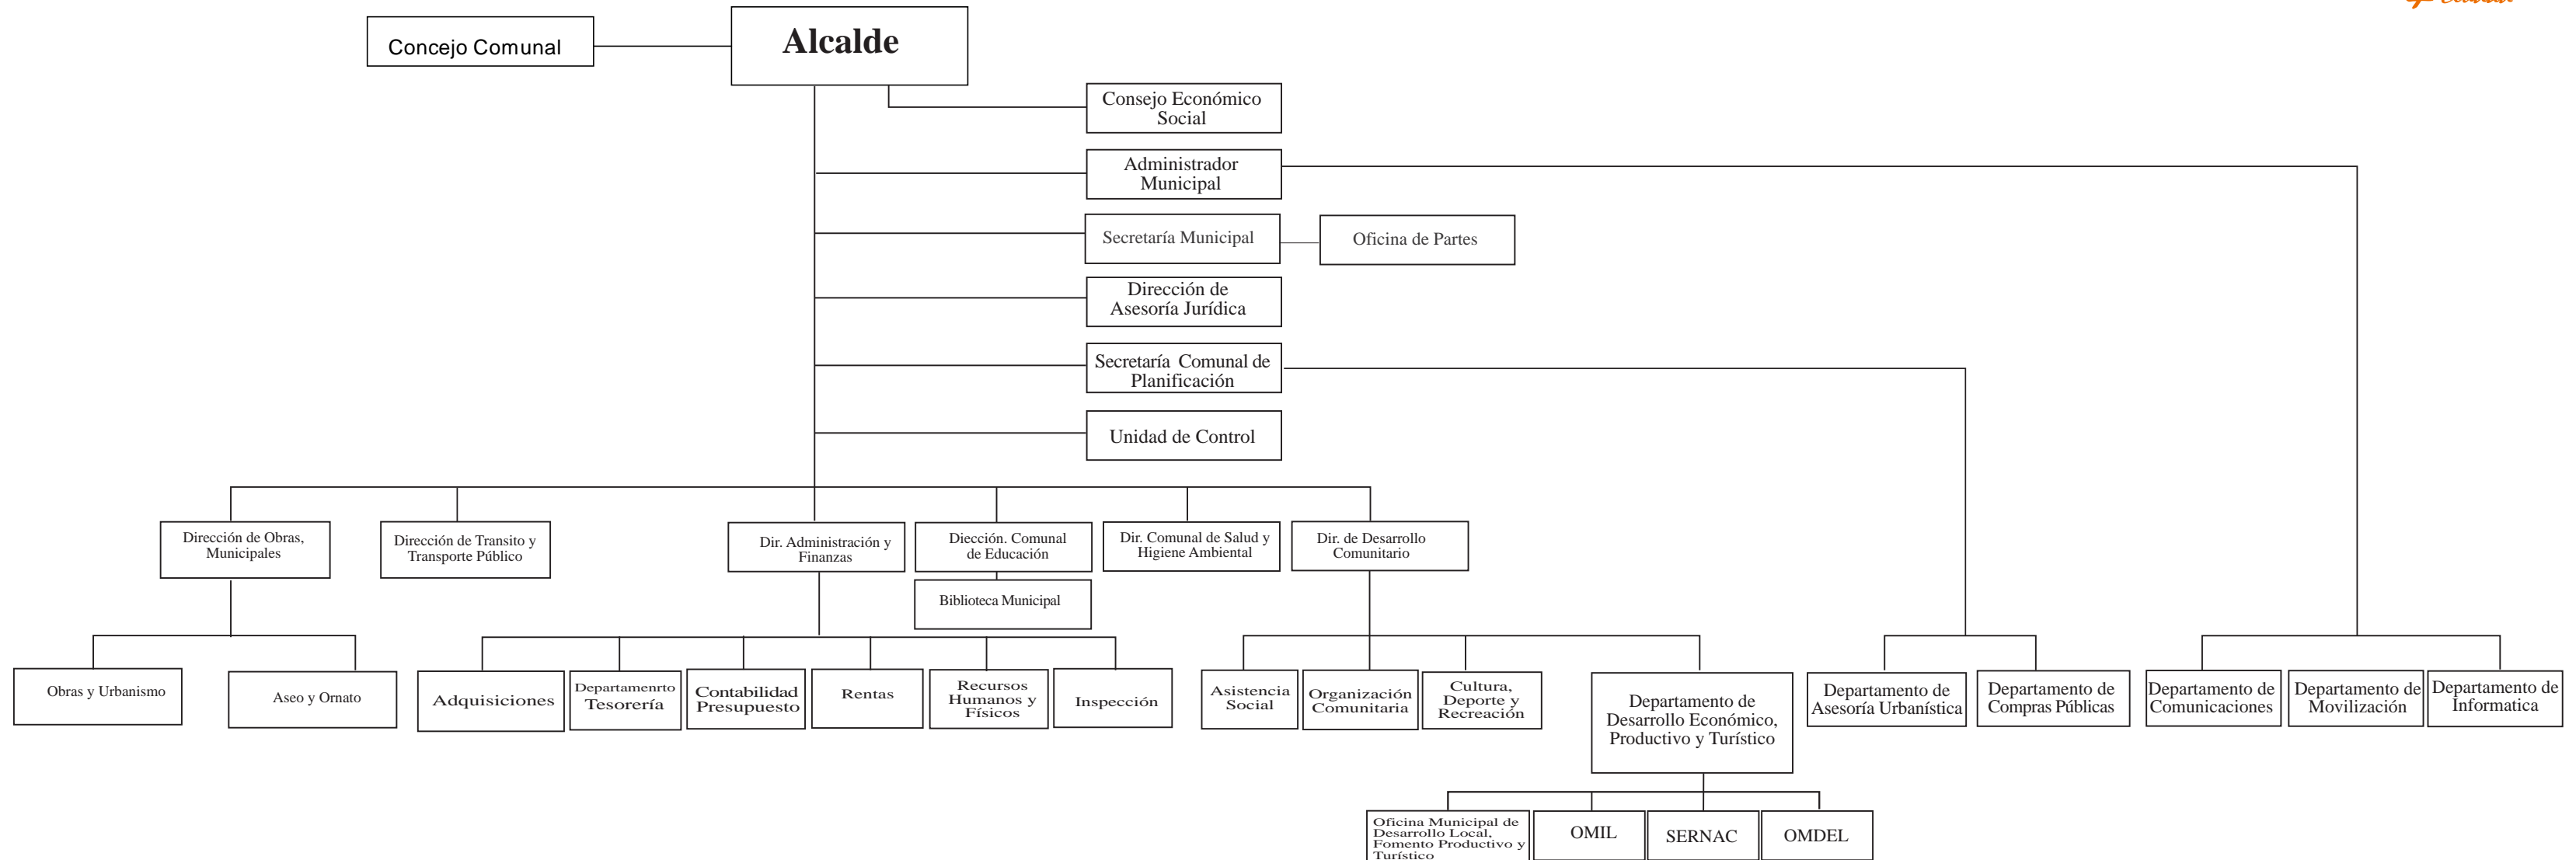 Concejo Comunal
Alcalde
Consejo Económico
Social
Administrador
Municipal
Secretaría Municipal
Oficina de Partes
Dirección de
Asesoría Jurídica
Secretaría Comunal de
Planificación
Unidad de Control
Dirección de Obras,
Municipales
Dirección de Transito y
Transporte Público
Dir. Administración y
Finanzas
Diección. Comunal
de Educación
Dir. Comunal de Salud y
Higiene Ambiental
Dir. de Desarrollo
Comunitario
Biblioteca Municipal
Obras y Urbanismo
Aseo y Ornato
Adquisiciones
Departamenrto
Tesorería
Contabilidad
Presupuesto
Rentas
Recursos
Humanos y
Físicos
Inspección
Asistencia
Social
Organización
Comunitaria
Cultura,
Deporte y
Recreación
Departamento de
Desarrollo Económico,
Productivo y Turístico
Departamento de
Asesoría Urbanística
Departamento de
Compras Públicas
Departamento de
Comunicaciones
Departamento de
Movilización
Departamento de
Informatica
Oficina Municipal de
Desarrollo Local,
Fomento Productivo y
Turístico
OMIL
SERNAC
OMDEL